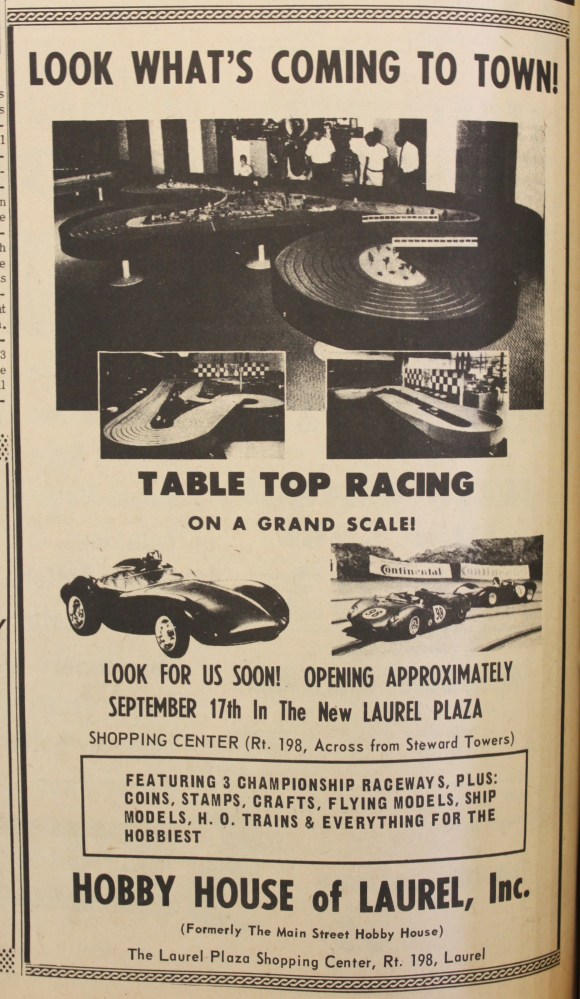 LOOK WHAT'S COMING TO TOWN!
TABLE TOP RACING
ON A GRAND SCALE!
Continental
98
LOOK FOR US SOON! OPENING APPROXIMATELY
SEPTEMBER 17th In The New LAUREL PLAZA
SHOPPING CENTER (Rt. 198, Across from Steward Towers)
FEATURING 3 CHAMPIONSHIP RACEWAYS, PLUS:
COINS, STAMPS, CRAFTS, FLYING MODELS, SHIP
MODELS, H. O. TRAINS & EVERYTHING FOR THE
HOBBIEST
HOBBY HOUSE of LAUREL, Inc.
(Formerly The Main Street Hobby House)
The Laurel Plaza Shopping Center, Rt. 198, Laurel